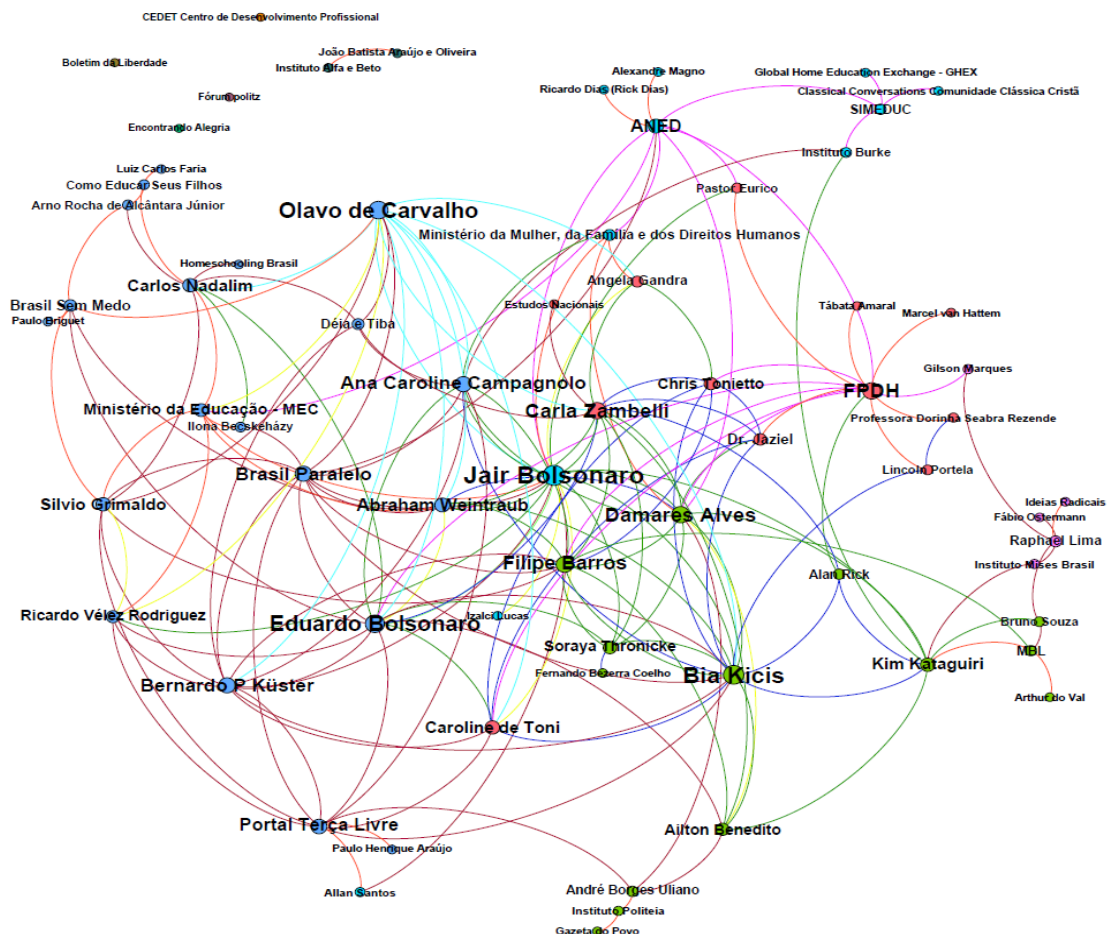 CEDET Centro de Desenvolvimento Profissional
João Batista Araújo e Oliveira
Boletim da Liberdade
Instituto Alfa e Beto
Alexandre Magno
Global Home Education Exchange - GHEX
Ricardo Dias (Rick Dias)
Classical Conversations Comunidade Clássica Cristã
Fórum politz
SIMEDUC
ANED
Encontrando Alegria
Instituto Burke
Luiz Carlos Faria
Como Educar Seus Filhos
Pastor Eurico
Arno Rocha de Alcântara Júnior
Olavo de Carvalho
Ministério da Mulher, da Família e dos Direitos Humanos
Homeschooling Brasil
Angela Gandra
Carlos Nadalim
Brasil Sem Medo
Estudos Nacionais
Tábata Amaral
Marcel van Hattem
Paulo Briguet
Déia e Tiba
Gilson Marques
Ana Caroline Campagnolo
Chris Tonietto
FPDH
Ministério da Educação - MEC
Carla Zambelli
Professora Dorinha Seabra Rezende
Ilona Becskeházy
Dr. Jaziel
Lincoln Portela
Brasil Paralelo
Jair Bolsonaro
Silvio Grimaldo
Abraham Weintraub
Ideias Radicais
Damares Alves
Fábio Ostermann
Raphael Lima
Filipe Barros
Instituto Mises Brasil
Alan Rick
Ricardo Vélez Rodríguez
Eduardo Bolsonaro
Izalci Lucas
Bruno Souza
Soraya Thronicke
MBL
Fernando Bezerra Coelho
Bia Kicis
Kim Kataguiri
Bernardo P Küster
Arthur do Val
Caroline de Toni
Portal Terça Livre
Ailton Benedito
Paulo Henrique Araújo
Allan Santos
André Borges Uliano
Instituto Politeia
Gazeta do Povo